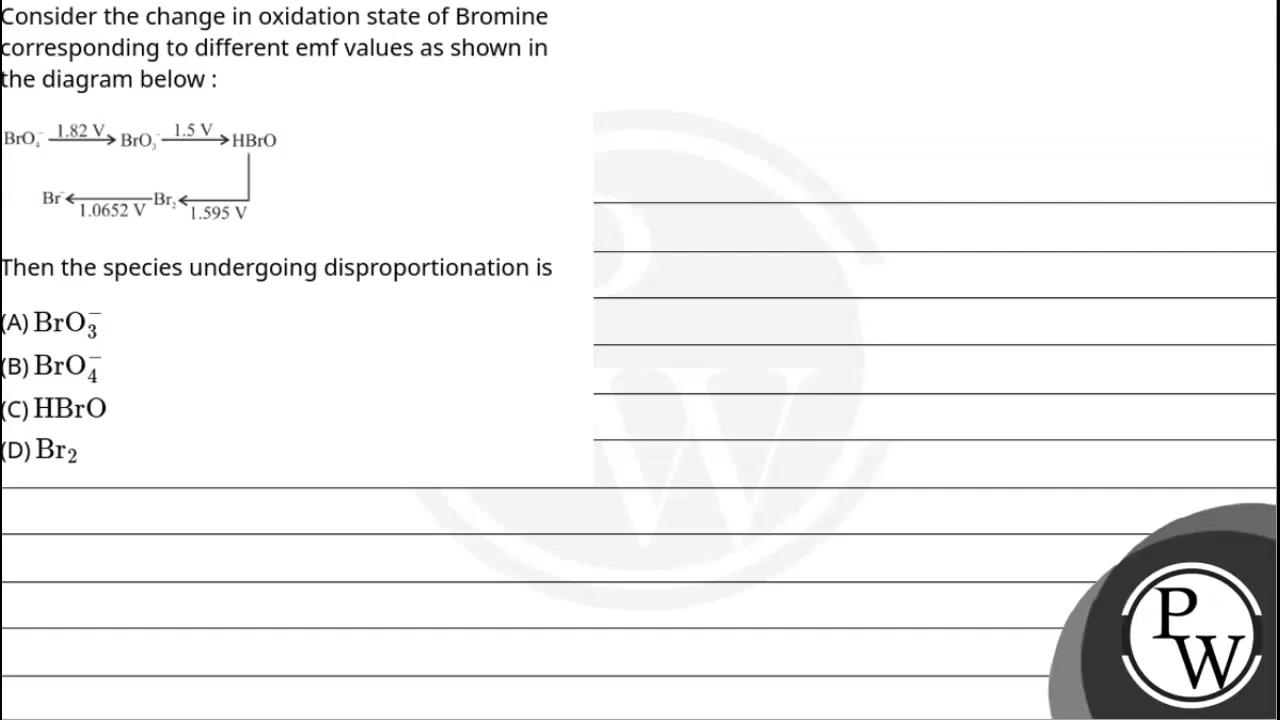 Consider the change in oxidation state of Bromine
corresponding to different emf values as shown in
the diagram below :
BrO₄⁻ 1.82 V BrO₃⁻ 1.5 V HBrO
Br⁻ 1.0652 V Br₂ 1.595 V
Then the species undergoing disproportionation is
(A) BrO₃⁻
(B) BrO₄⁻
(C) HBrO
(D) Br₂
P
W